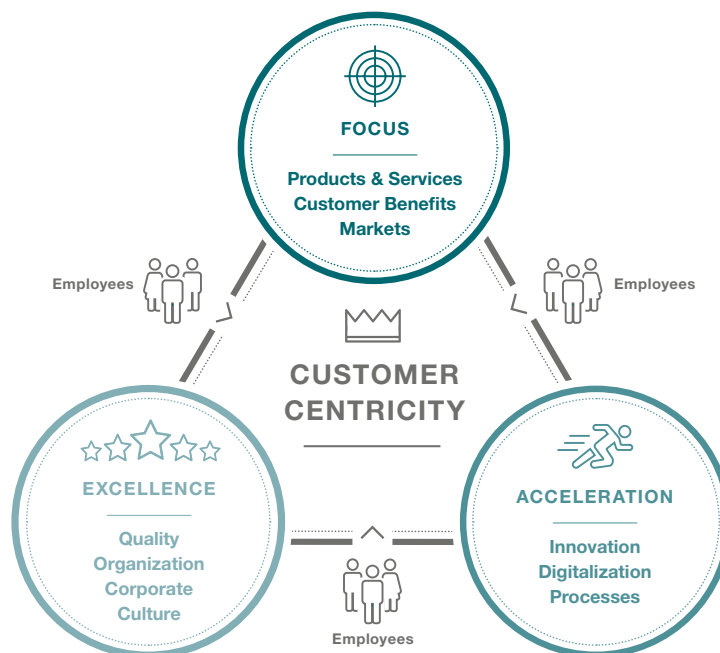 FOCUS
Products & Services
Customer Benefits
Markets
Employees
Employees
CUSTOMER
CENTRICITY
EXCELLENCE
Quality
Organization
Corporate
Culture
ACCELERATION
Innovation
Digitalization
Processes
Employees